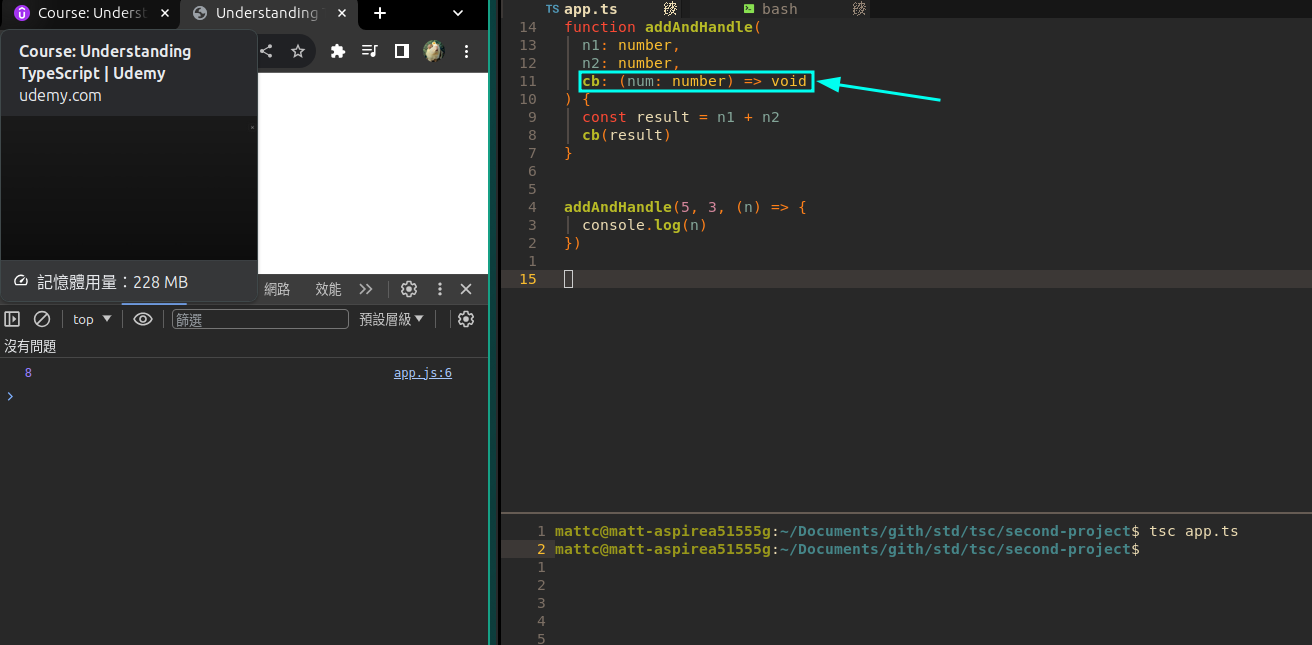 Course: Underst
Understanding
Course: Understanding
TypeScript | Udemy
udemy.com
記憶體用量：228 MB
網路 效能
top 篩選 預設層級
沒有問題
8 app.js:6
TS app.ts bash
14 function addAndHandle(
13 n1: number,
12 n2: number,
11 cb: (num: number) => void
10 ) {
9 const result = n1 + n2
8 cb(result)
7 }
6
5
4 addAndHandle(5, 3, (n) => {
3 console.log(n)
2 })
1
15
1 mattc@matt-aspirea51555g:~/Documents/gith/std/tsc/second-project$ tsc app.ts
2 mattc@matt-aspirea51555g:~/Documents/gith/std/tsc/second-project$
1
2
3
4
5